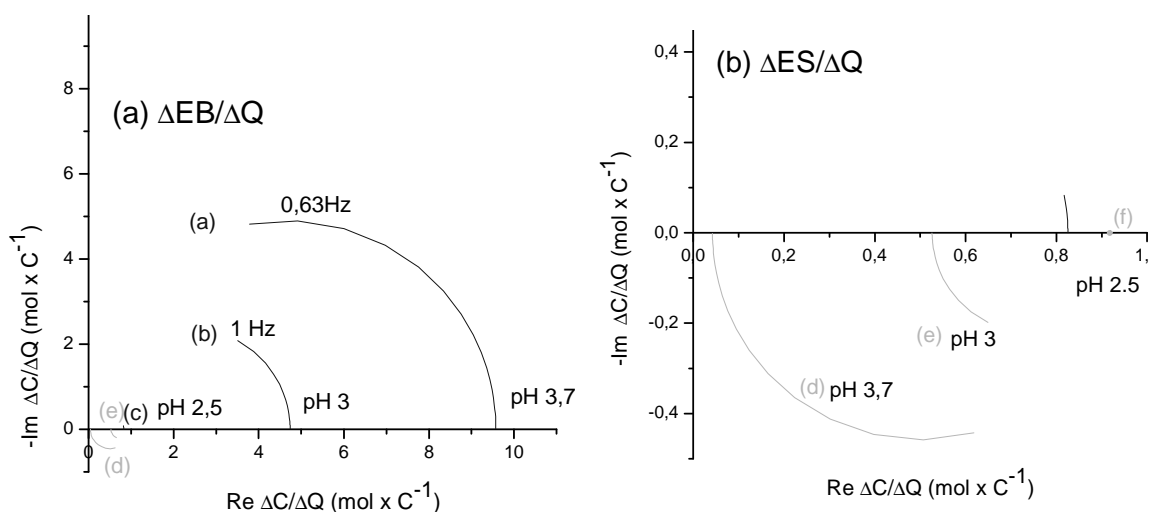 (a) ΔEB/ΔQ
-Im ΔC/ΔQ (mol x C⁻¹)
8
6
4
2
0
0 2 4 6 8 10
(a)
0,63Hz
(b)
1 Hz
(e)
(c)
pH 2,5
pH 3
pH 3,7
(d)
Re ΔC/ΔQ (mol x C⁻¹)
(b) ΔES/ΔQ
-Im ΔC/ΔQ (mol x C⁻¹)
0,4
0,2
0,0
-0,2
-0,4
0,0 0,2 0,4 0,6 0,8 1,
(f)
pH 2.5
(e) pH 3
(d) pH 3,7
Re ΔC/ΔQ (mol x C⁻¹)